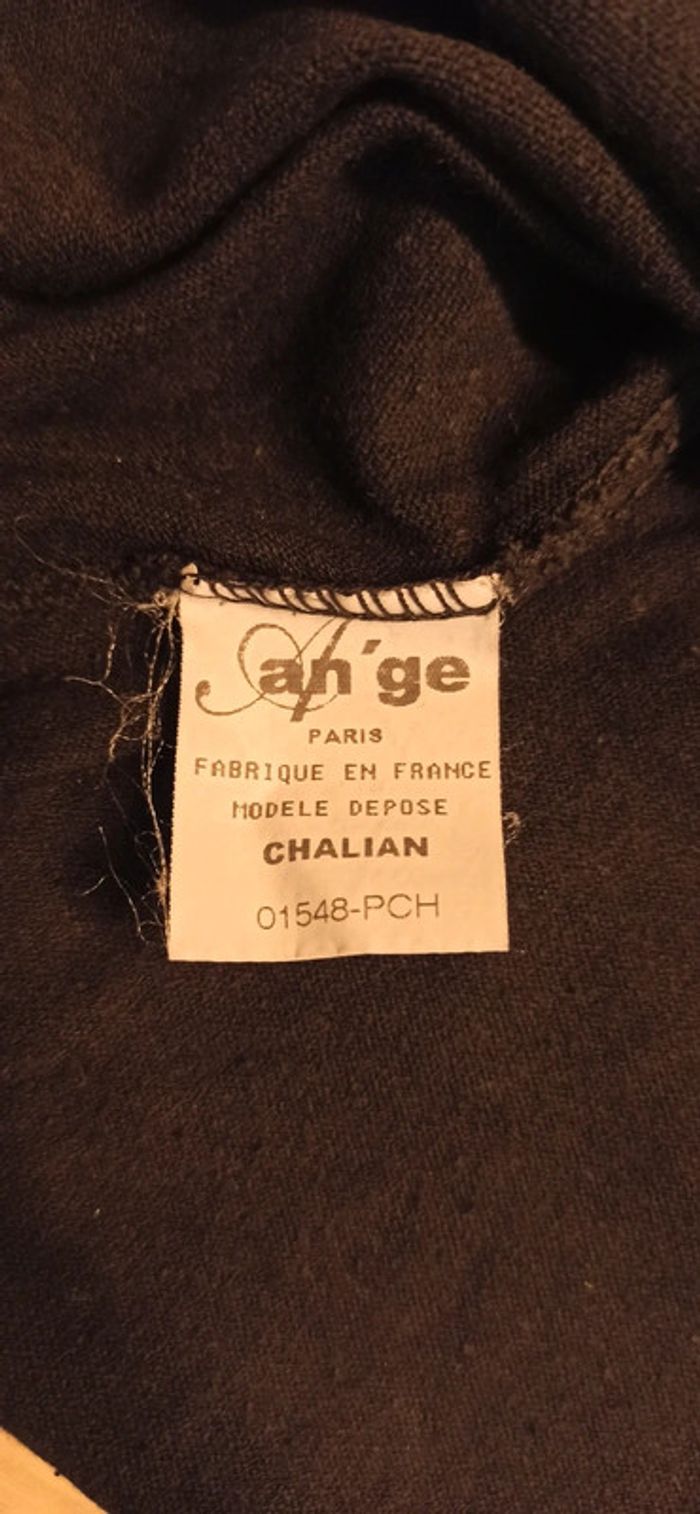 an'ge
PARIS
FABRIQUE EN FRANCE
MODELE DEPOSE
CHALIAN
01548-PCH